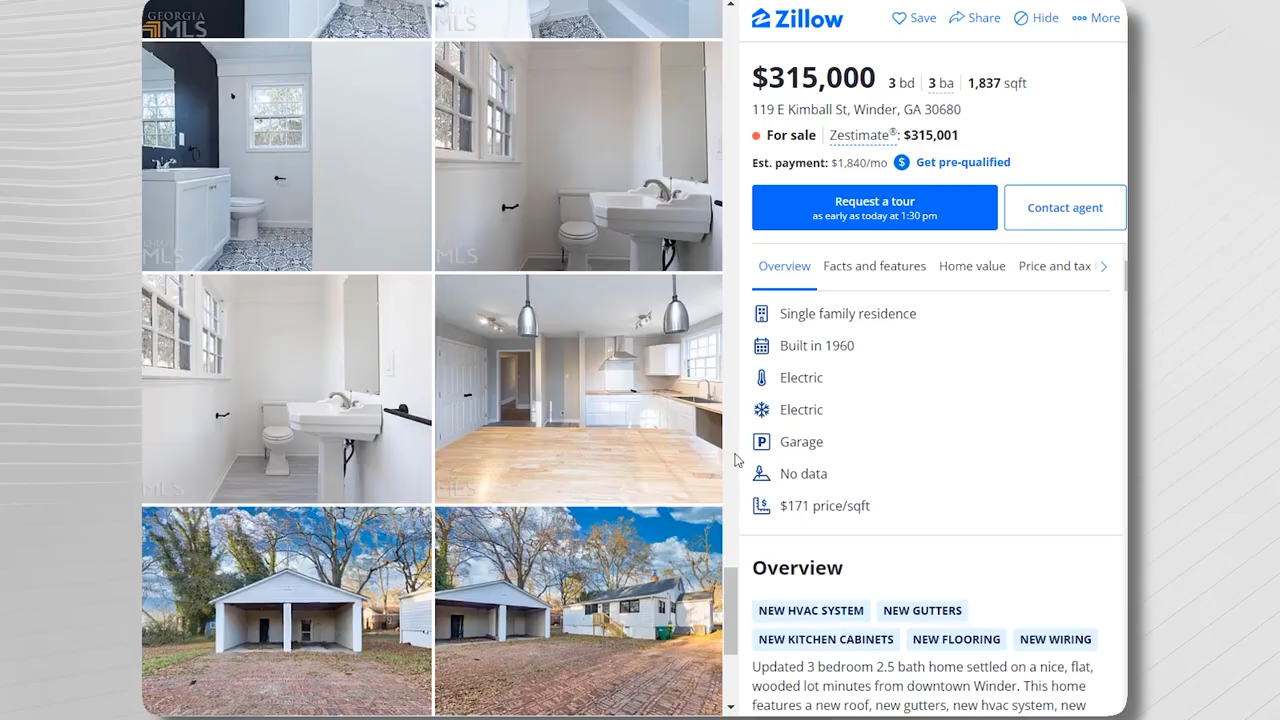 GEORGIA
MLS
Zillow
Save
Share
Hide
More
$315,000 3 bd 3 ba 1,837 sqft
119 E Kimball St, Winder, GA 30680
For sale Zestimate®: $315,001
Est. payment: $1,840/mo $ Get pre-qualified
Request a tour
as early as today at 1:30 pm
Contact agent
Overview Facts and features Home value Price and tax
Single family residence
Built in 1960
Electric
Electric
P Garage
No data
$171 price/sqft
Overview
NEW HVAC SYSTEM NEW GUTTERS
NEW KITCHEN CABINETS NEW FLOORING NEW WIRING
Updated 3 bedroom 2.5 bath home settled on a nice, flat,
wooded lot minutes from downtown Winder. This home
features a new roof, new gutters, new hvac system, new
MLS
MLS
MLS
MLS